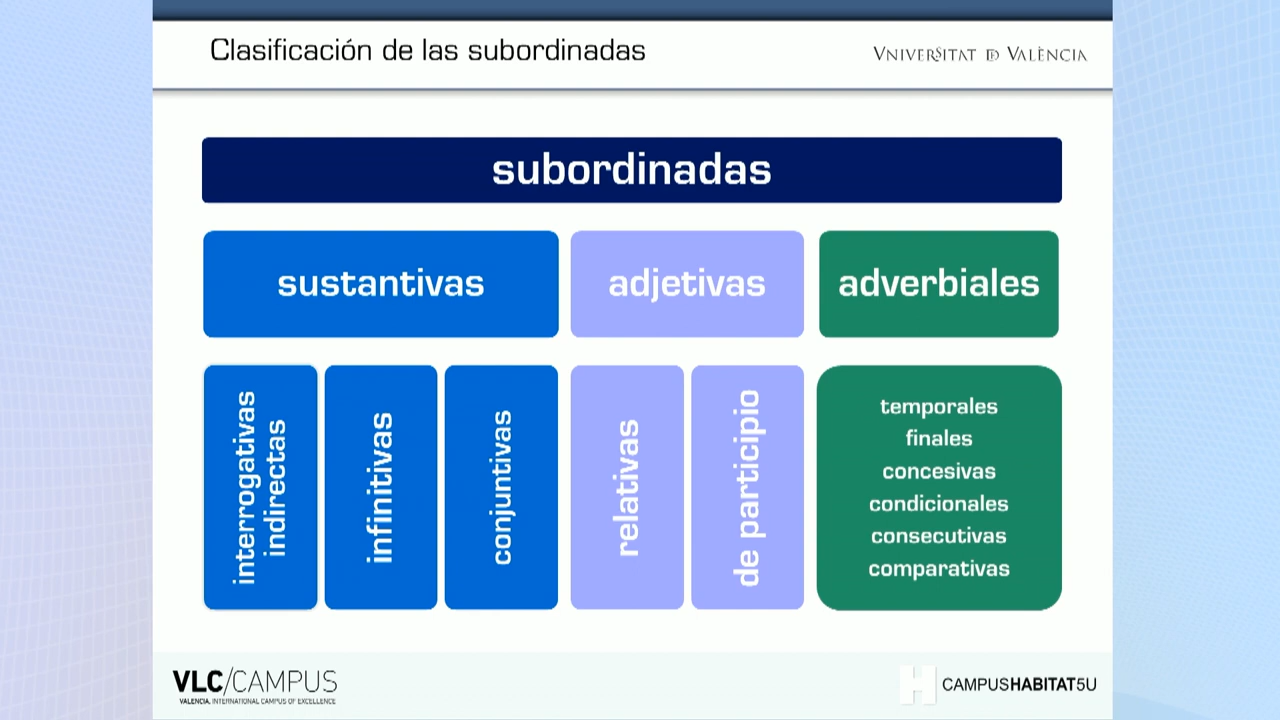 Clasificación de las subordinadas
VNIVERSITAT DE VALÈNCIA
subordinadas
sustantivas
adjetivas
adverbiales
interrogativas
indirectas
infinitivas
conjuntivas
relativas
de participio
temporales
finales
concesivas
condicionales
consecutivas
comparativas
VLC/CAMPUS
VALENCIA, INTERNATIONAL CAMPUS OF EXCELLENCE
H CAMPUSHABITAT5U